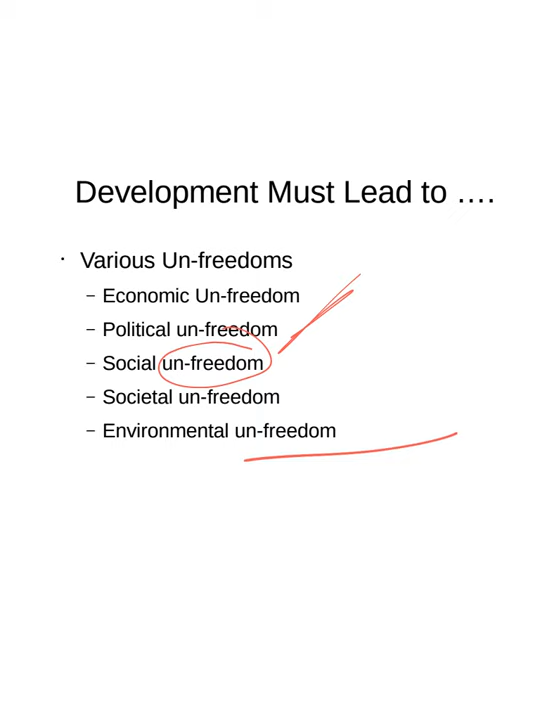 Development Must Lead to ....
• Various Un-freedoms
– Economic Un-freedom
– Political un-freedom
– Social un-freedom
– Societal un-freedom
– Environmental un-freedom